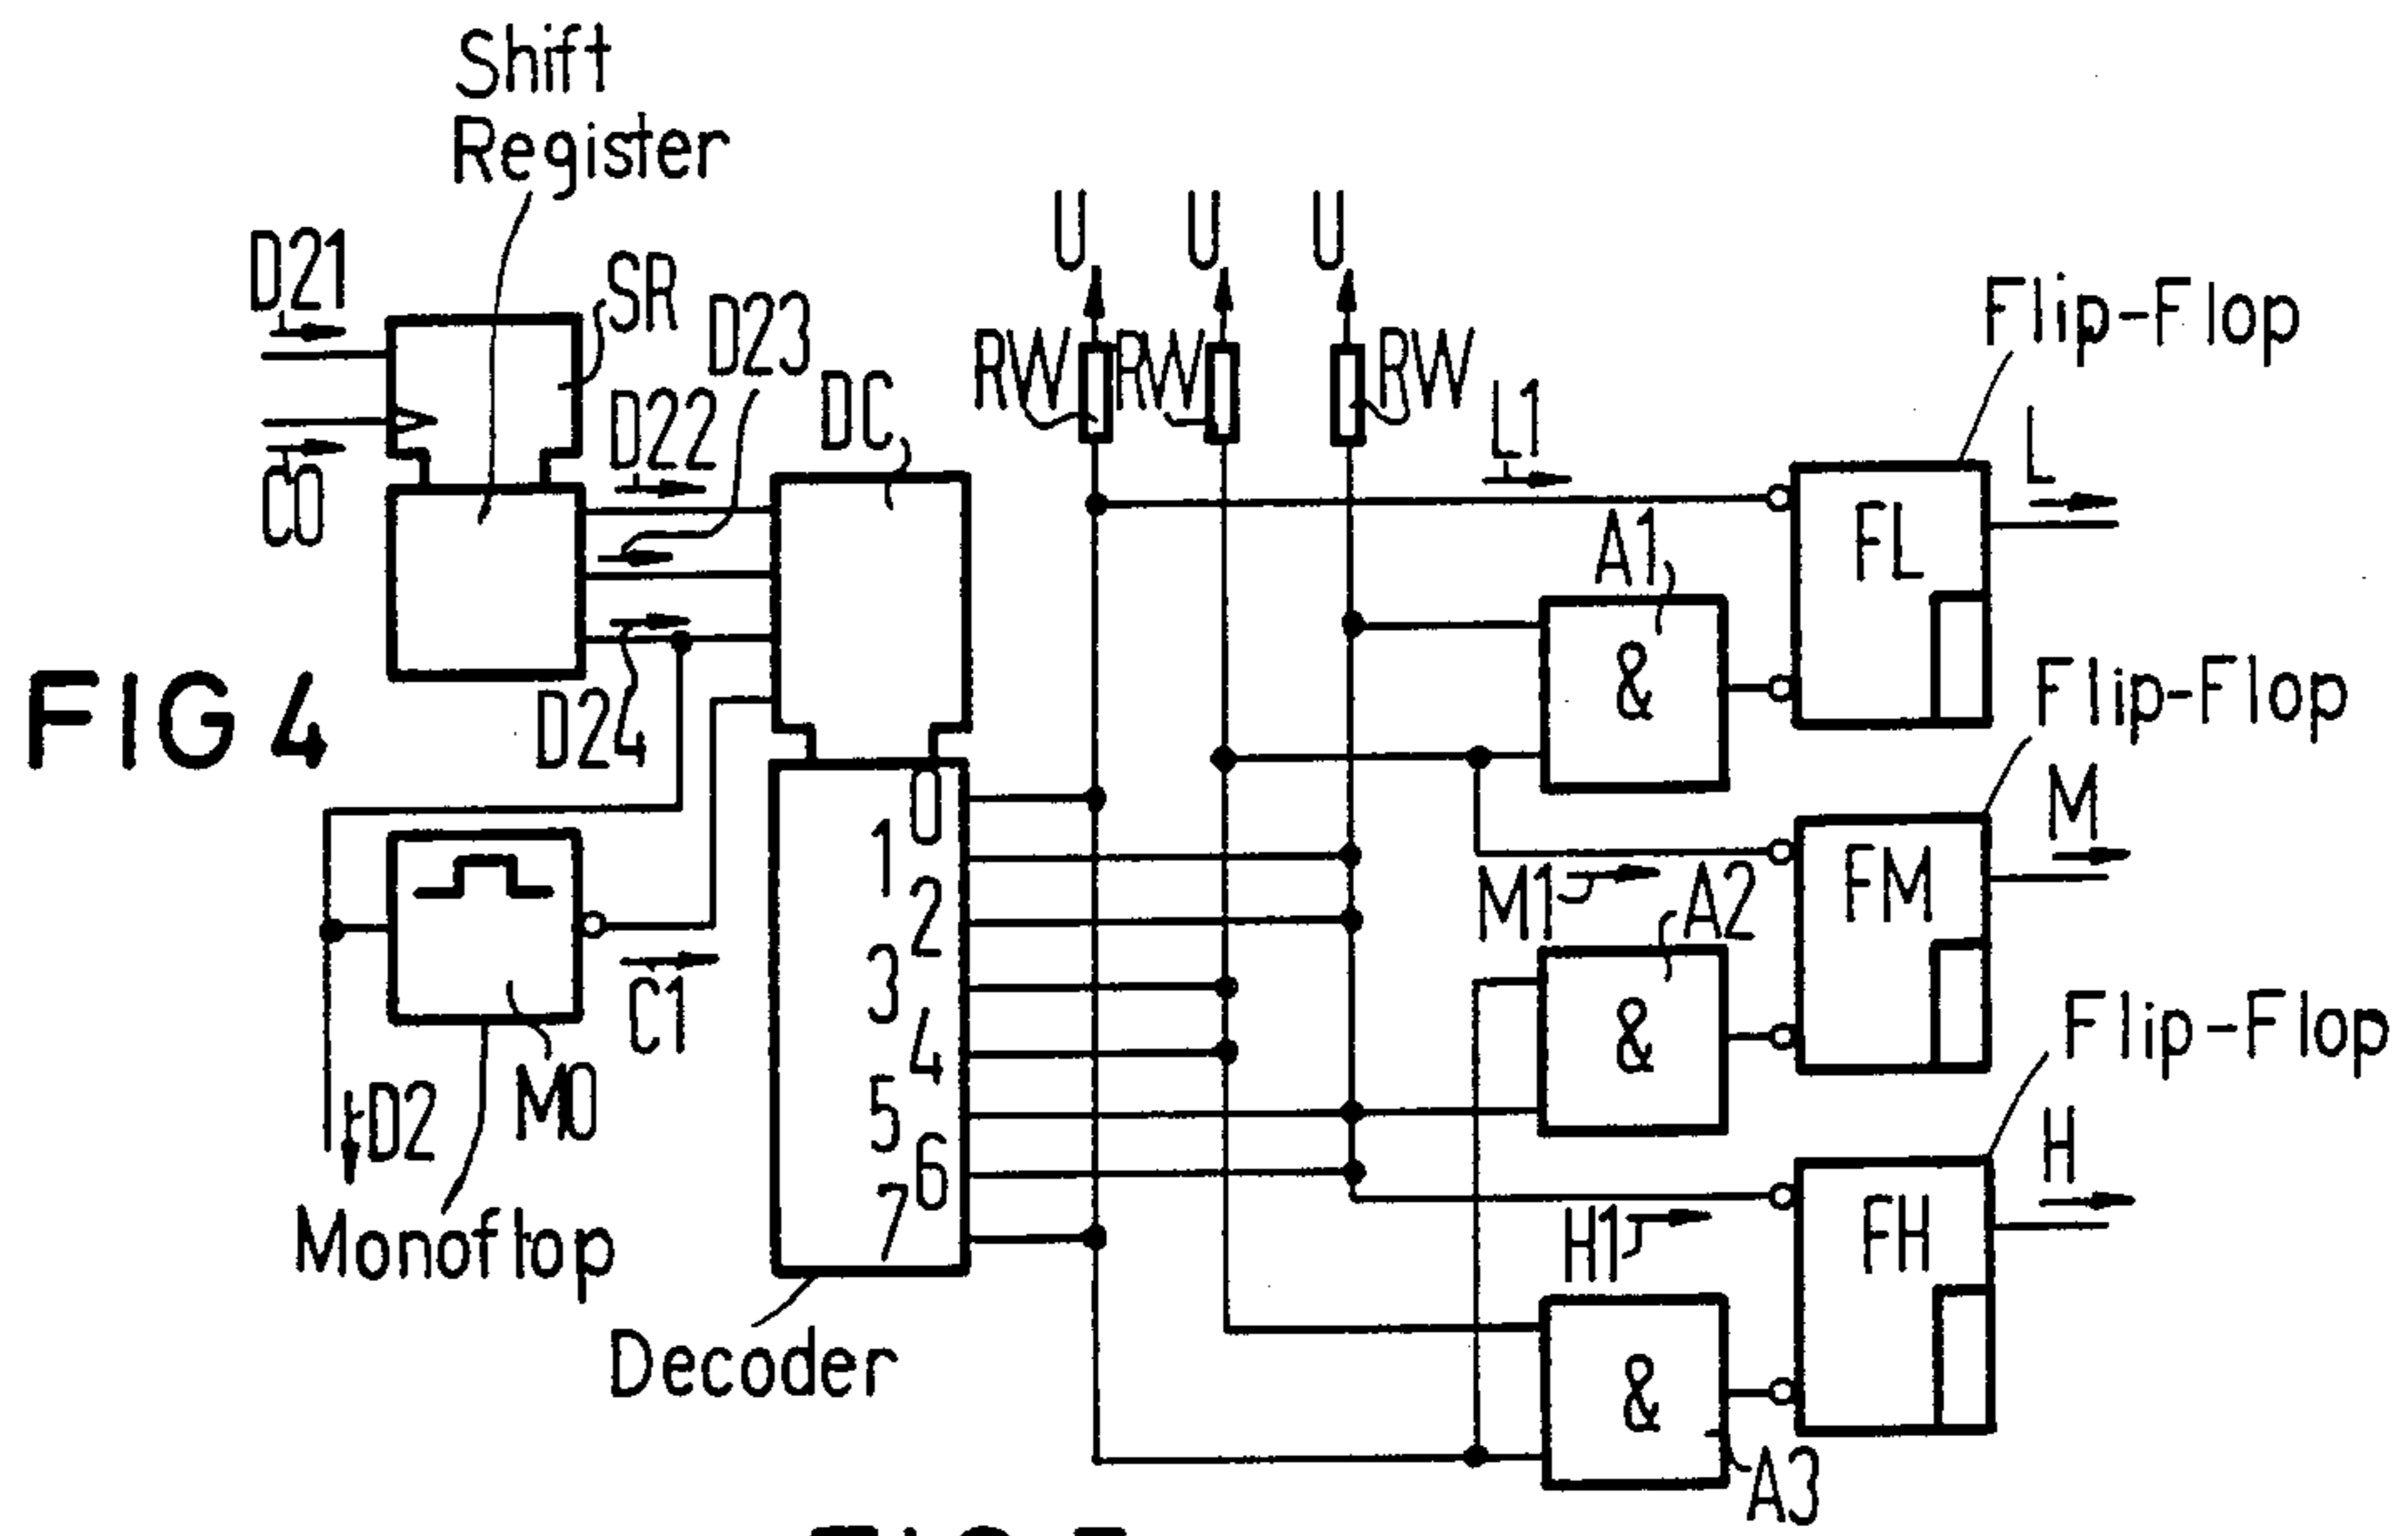 Shift
Register
D21
SR
D23
D22
DC
C0
D24
FIG 4
U U U
RW RW RW
L1
Flip-Flop
L
FL
A1
&
Flip-Flop
M
FM
M1
A2
&
Flip-Flop
H
FH
H1
&
A3
0
1
2
3
4
5
6
7
C1
MO
D2
Monoflop
Decoder